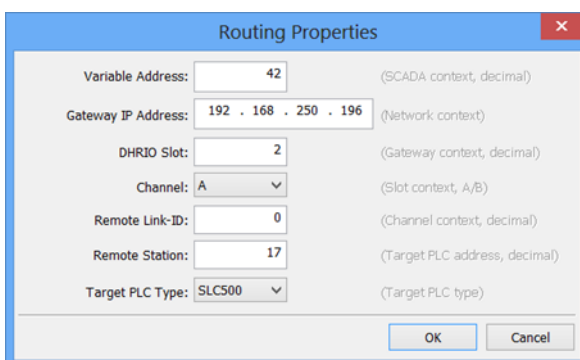 Routing Properties
Variable Address: 42 (SCADA context, decimal)
Gateway IP Address: 192 . 168 . 250 . 196 (Network context)
DHRIO Slot: 2 (Gateway context, decimal)
Channel: A (Slot context, A/B)
Remote Link-ID: 0 (Channel context, decimal)
Remote Station: 17 (Target PLC address, decimal)
Target PLC Type: SLC500 (Target PLC type)
OK Cancel